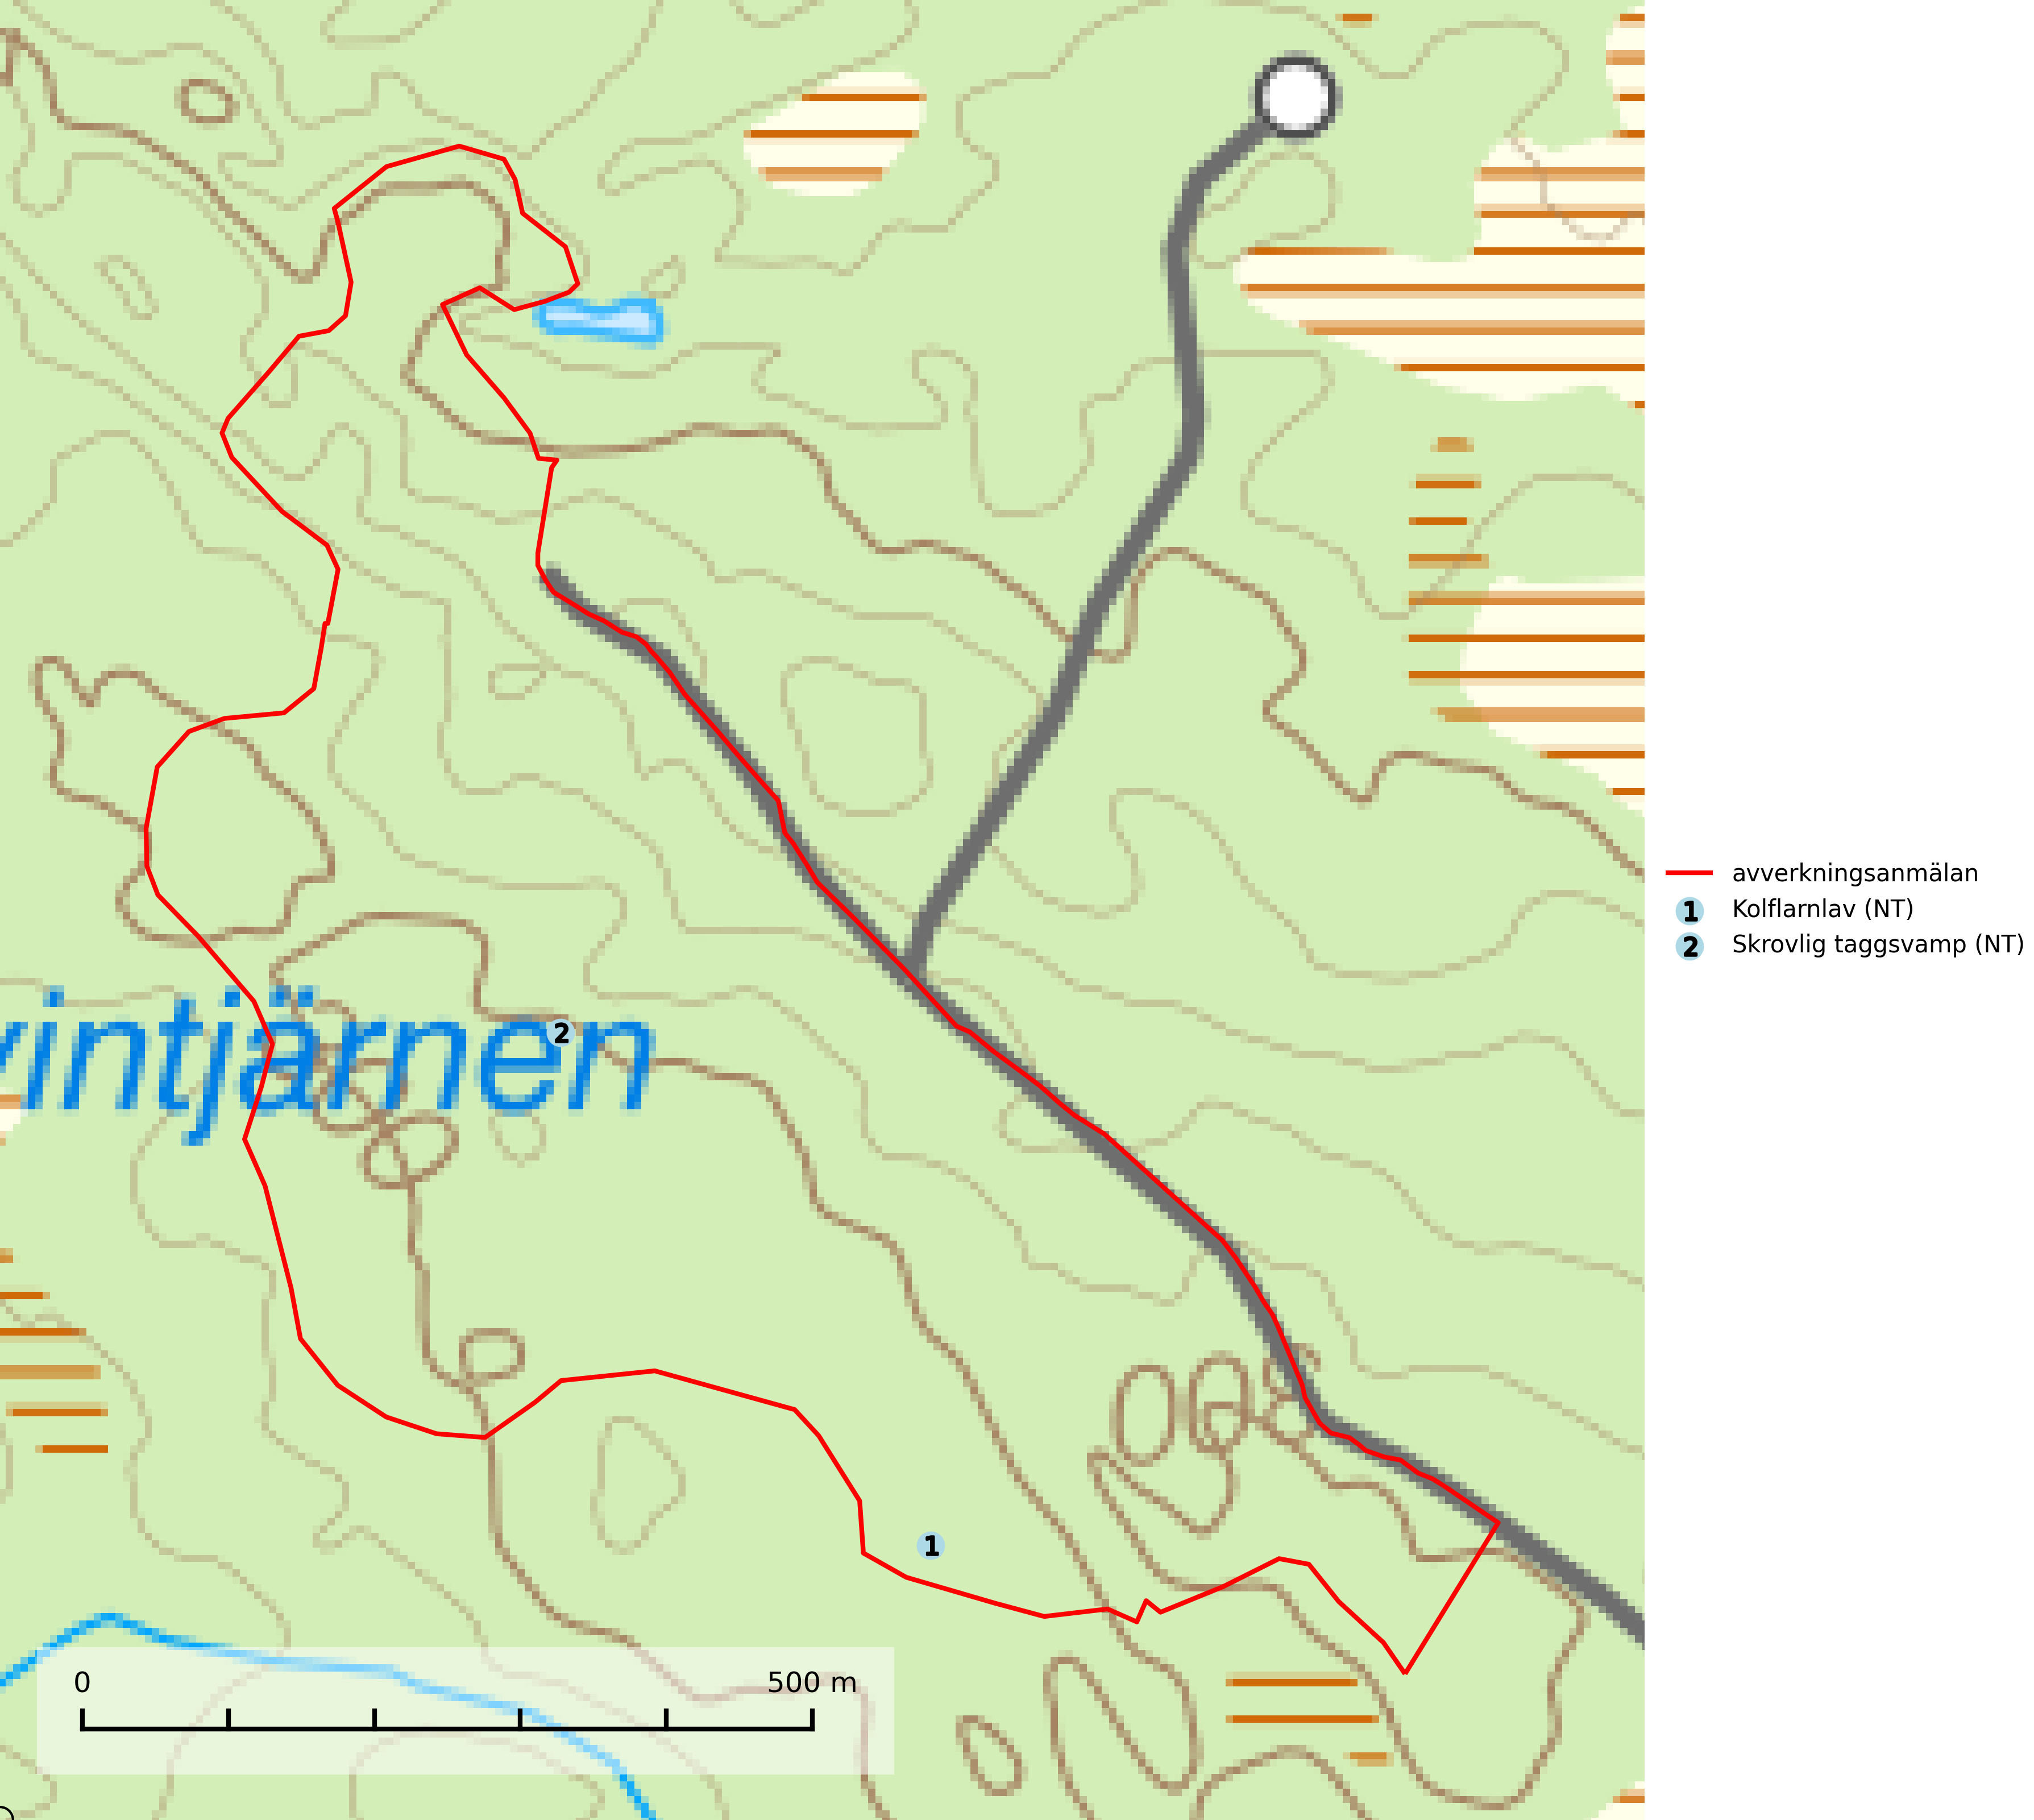 vintjärnen
2
1
0 500 m
avverkningsanmälan
1 Kolflarnlav (NT)
2 Skrovlig taggsvamp (NT)